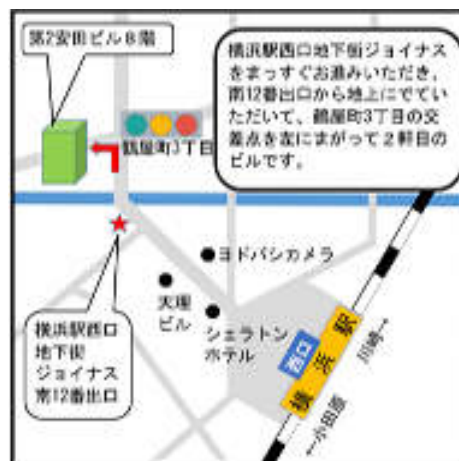 第2安田ビル8階
横浜駅西口地下街ジョイナス
をまっすぐお進みいただき、
南12番出口から地上にでてい
ただいて、鶴屋町3丁目の交
差点を左にまがって2軒目の
ビルです。
鶴屋町3丁目
ヨドバシカメラ
天理
ビル
シェラトン
ホテル
横浜駅西口
地下街
ジョイナス
南12番出口
西口
横浜駅
川崎→
←小田原